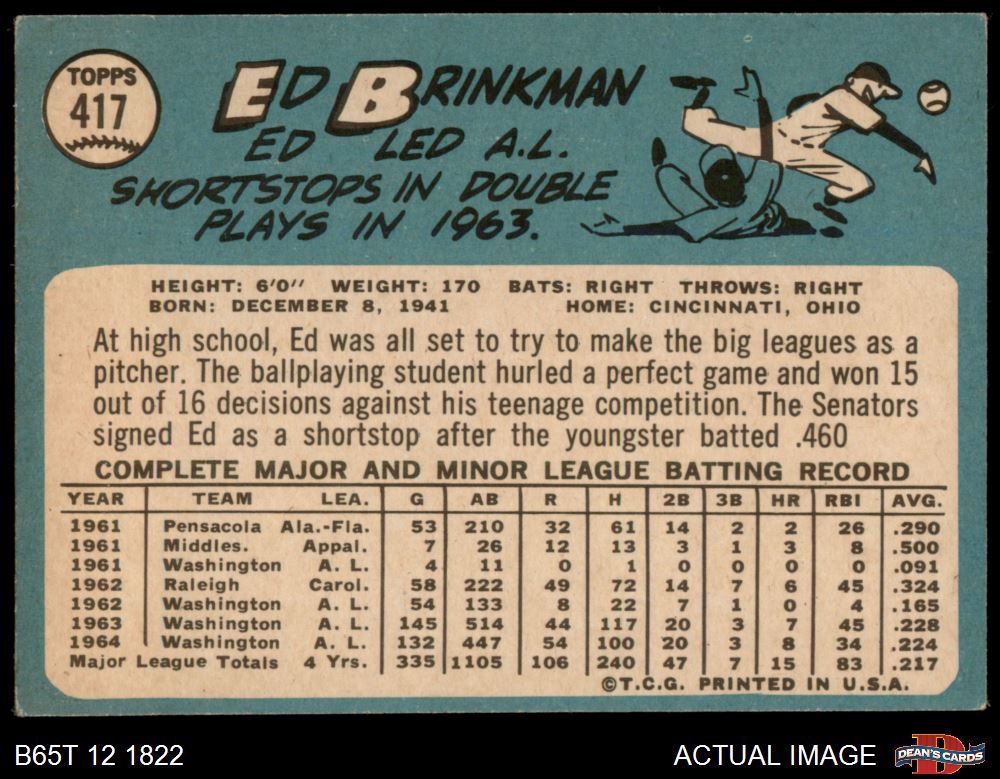 TOPPS
417
ED BRINKMAN
ED LED A.L.
SHORTSTOPS IN DOUBLE
PLAYS IN 1963.
HEIGHT: 6'0" WEIGHT: 170 BATS: RIGHT THROWS: RIGHT
BORN: DECEMBER 8, 1941 HOME: CINCINNATI, OHIO
At high school, Ed was all set to try to make the big leagues as a
pitcher. The ballplaying student hurled a perfect game and won 15
out of 16 decisions against his teenage competition. The Senators
signed Ed as a shortstop after the youngster batted .460
COMPLETE MAJOR AND MINOR LEAGUE BATTING RECORD
YEAR TEAM LEA. G AB R H 2B 3B HR RBI AVG.
1961 Pensacola Ala.-Fla. 53 210 32 61 14 2 2 26 .290
1961 Middles. Appal. 7 26 12 13 3 1 3 8 .500
1961 Washington A. L. 4 11 0 1 0 0 0 0 .091
1962 Raleigh Carol. 58 222 49 72 14 7 6 45 .324
1962 Washington A. L. 54 133 8 22 7 1 0 4 .165
1963 Washington A. L. 145 514 44 117 20 3 7 45 .228
1964 Washington A. L. 132 447 54 100 20 3 8 34 .224
Major League Totals 4 Yrs. 335 1105 106 240 47 7 15 83 .217
©T.C.G. PRINTED IN U.S.A.
B65T 12 1822 ACTUAL IMAGE
D
DEAN'S CARDS